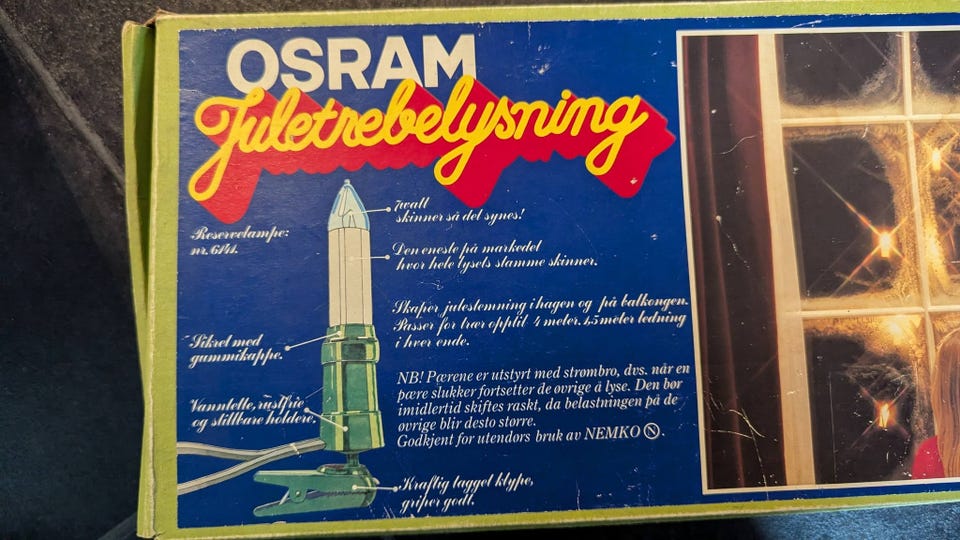 OSRAM
Juletrebelysning
7watt
skinner så det synes!
Reservelampe:
nr. 6141.
Den eneste på markedet
hvor hele lysets stamme skinner.
Skaper julestemning i hagen og på balkongen.
Passer for trær opptil 4 meter. 1.5 meter ledning
i hver ende.
Sikret med
gummikappe.
NB! Pærene er utstyrt med strømbro, dvs. når en
pære slukker fortsetter de øvrige å lyse. Den bør
imidlertid skiftes raskt, da belastningen på de
øvrige blir desto større.
Godkjent for utendørs bruk av NEMKO Ⓝ.
Vanntette, rustfrie
og stillbare holdere.
Kraftig tagget klype,
griper godt.